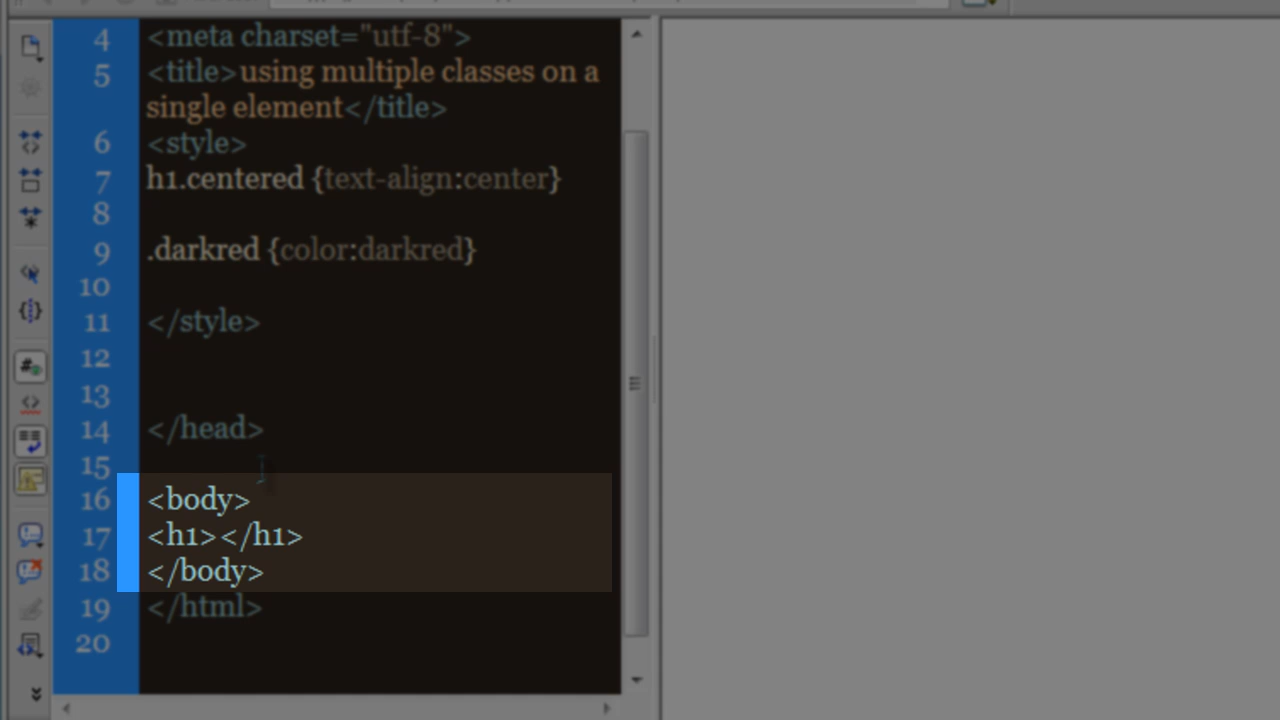 4 <meta charset="utf-8">
5 <title>using multiple classes on a
single element</title>
6 <style>
7 h1.centered {text-align:center}
8
9 .darkred {color:darkred}
10
11 </style>
12
13
14 </head>
15
16 <body>
17 <h1></h1>
18 </body>
19 </html>
20